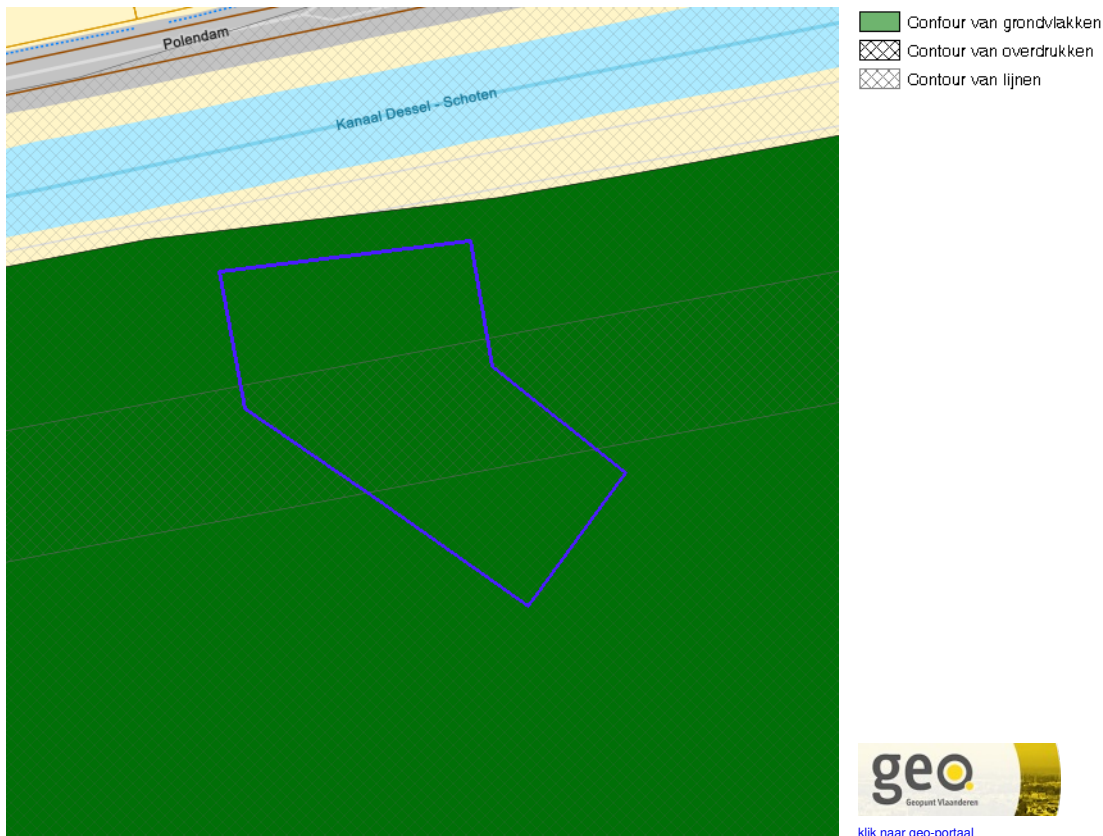 Polendam
Kanaal Dessel - Schoten
Contour van grondvlakken
Contour van overdrukken
Contour van lijnen
geo
Geopunt Vlaanderen
klik naar geo-portaal